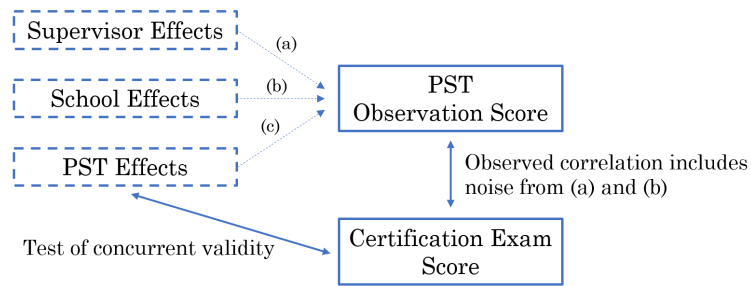 Supervisor Effects
(a)
School Effects
(b)
PST
Observation Score
(c)
PST Effects
Observed correlation includes
noise from (a) and (b)
Test of concurrent validity
Certification Exam
Score